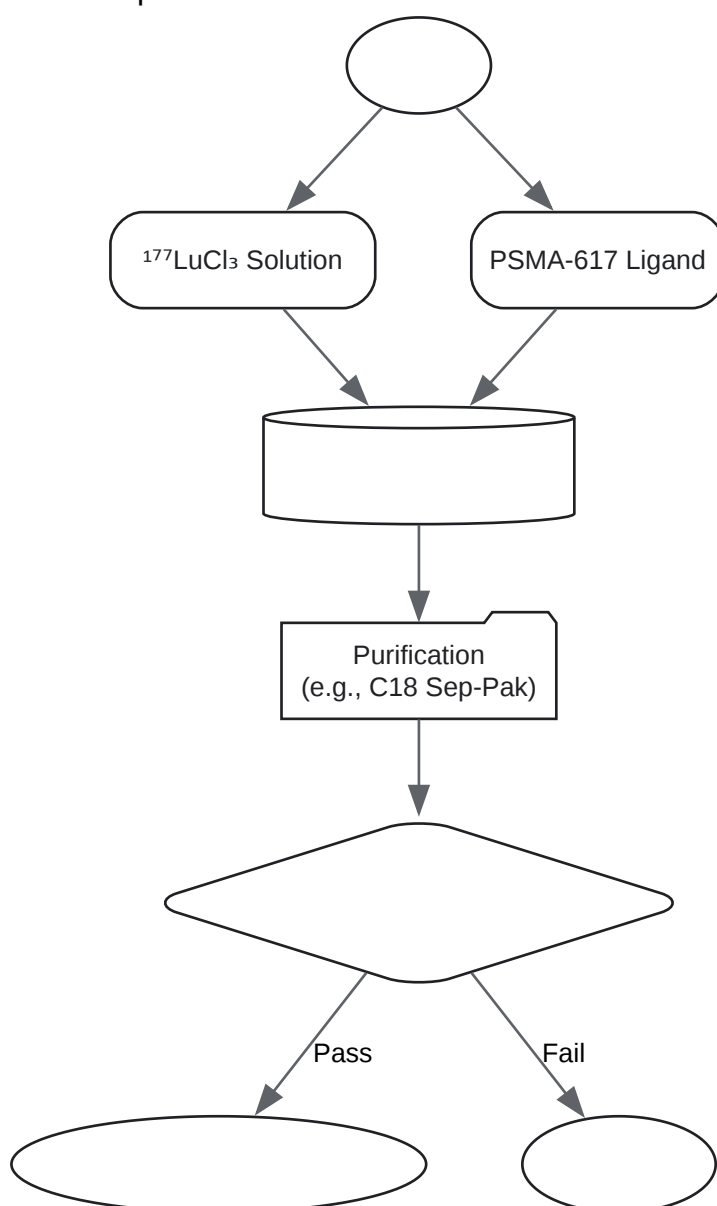 ¹⁷⁷LuCl₃ Solution
PSMA-617 Ligand
Purification
(e.g., C18 Sep-Pak)
Pass
Fail